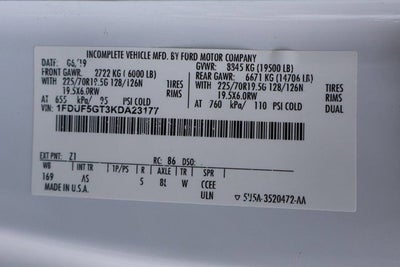 INCOMPLETE VEHICLE MFD. BY FORD MOTOR COMPANY
DATE: 06/19 GVWR: 8845 KG (19500 LB)
FRONT GAWR: 2722 KG (6000 LB) REAR GAWR: 6671 KG (14706 LB)
WITH 225/70R19.5G 128/126N TIRES WITH 225/70R19.5G 128/126N TIRES
19.5X6.0RW RIMS 19.5X6.0RW RIMS
AT 655 kPa/ 95 PSI COLD AT 760 kPa/ 110 PSI COLD DUAL
VIN: 1FDUF5GT3KDA23177
EXT PNT: Z1 RC: 86 DSO:
WB INT TR TP/PS R AXLE TR SPR
169 AS 5 8L W CCEE
MADE IN U.S.A. ULN 5U5A-3520472-AA